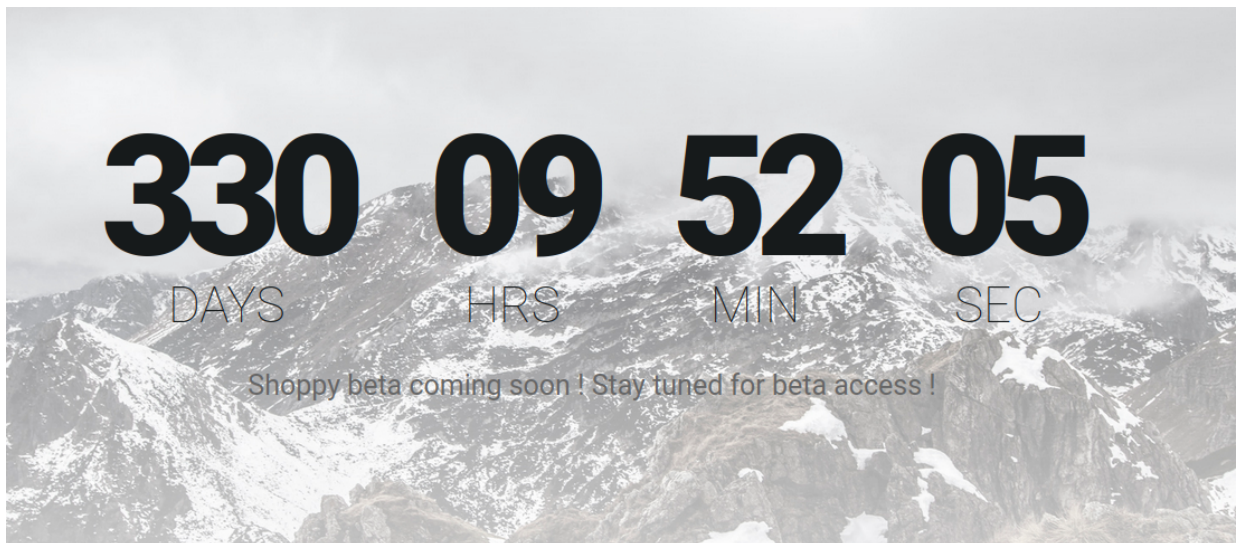 330 09 52 05
DAYS HRS MIN SEC
Shoppy beta coming soon ! Stay tuned for beta access !